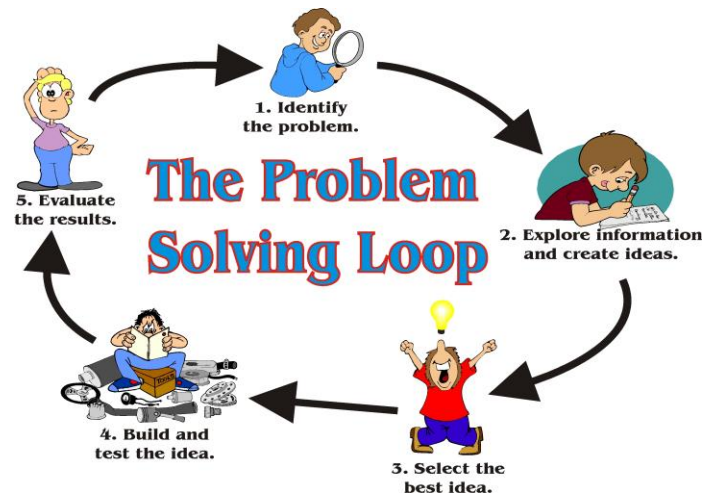 The Problem
Solving Loop
1. Identify
the problem.
2. Explore information
and create ideas.
3. Select the
best idea.
4. Build and
test the idea.
5. Evaluate
the results.